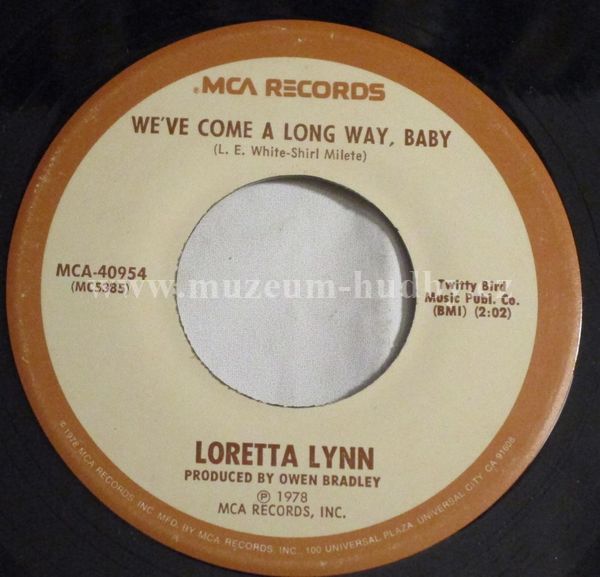 ®MCA RECORDS
WE'VE COME A LONG WAY, BABY
(L. E. White-Shirl Milete)
MCA-40954
(MC5385)
Twitty Bird
Music Publ. Co.
(BMI) (2:02)
www.muzeum-hudby.cz
LORETTA LYNN
PRODUCED BY OWEN BRADLEY
Ⓟ 1978
MCA RECORDS, INC.
© 1978 MCA RECORDS, INC. MFG. BY MCA RECORDS, INC. 100 UNIVERSAL PLAZA, UNIVERSAL CITY, CA 91608